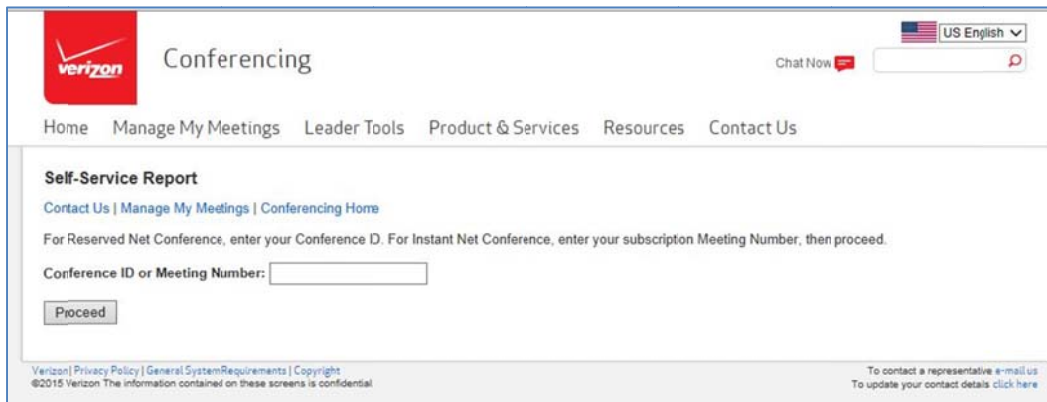 US English
verizon
Conferencing
Chat Now
Home Manage My Meetings Leader Tools Product & Services Resources Contact Us
Self-Service Report
Contact Us | Manage My Meetings | Conferencing Home
For Reserved Net Conference, enter your Conference ID. For Instant Net Conference, enter your subscription Meeting Number, then proceed.
Conference ID or Meeting Number:
Proceed
Verizon| Privacy Policy | General SystemRequirements | Copyright
©2015 Verizon The information contained on these screens is confidential
To contact a representative e-mail us
To update your contact details click here